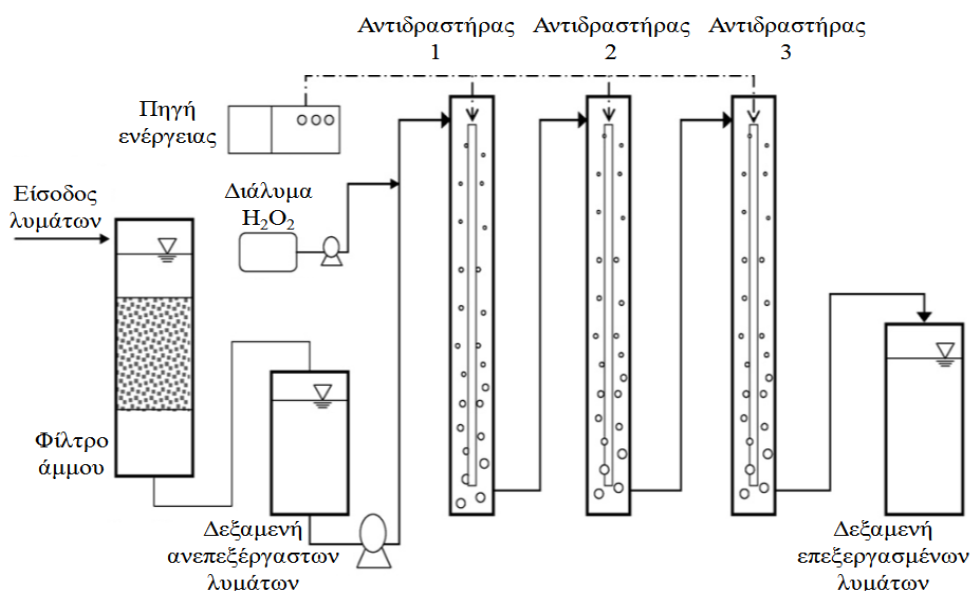 Αντιδραστήρας
1
Αντιδραστήρας
2
Αντιδραστήρας
3
Πηγή
ενέργειας
Είσοδος
λυμάτων
Διάλυμα
H₂O₂
Φίλτρο
άμμου
Δεξαμενή
ανεπεξέργαστων
λυμάτων
Δεξαμενή
επεξεργασμένων
λυμάτων